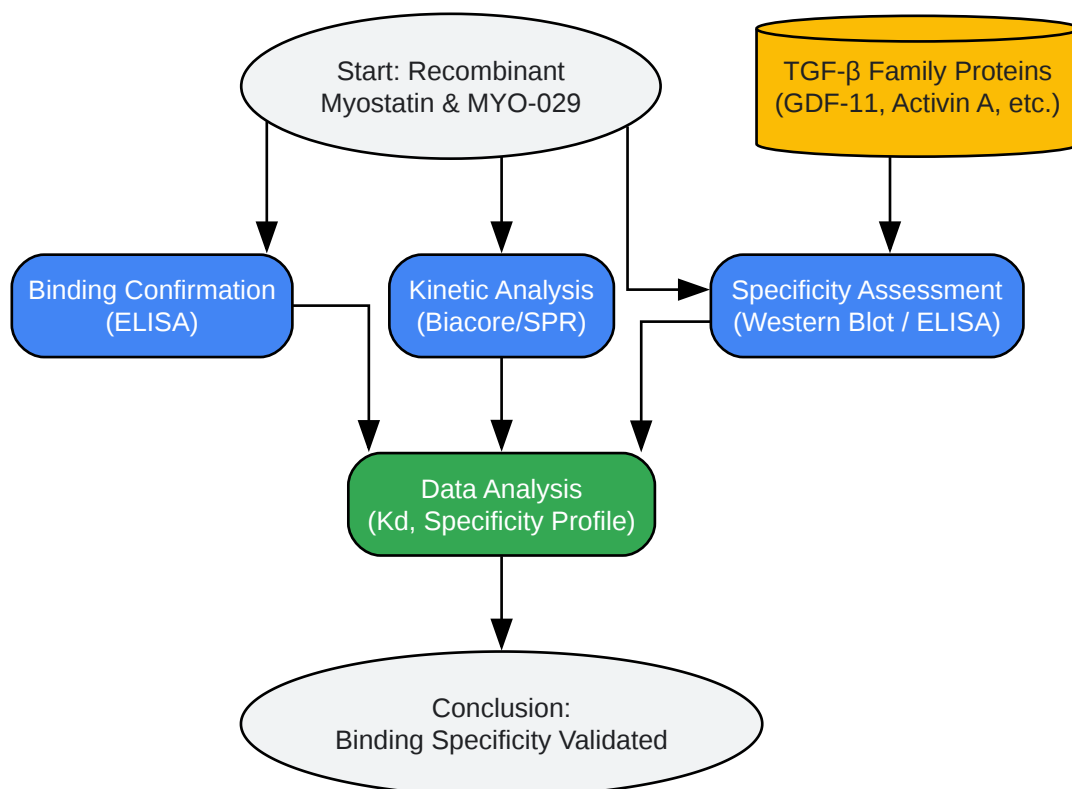 Start: Recombinant
Myostatin & MYO-029
TGF-β Family Proteins
(GDF-11, Activin A, etc.)
Binding Confirmation
(ELISA)
Kinetic Analysis
(Biacore/SPR)
Specificity Assessment
(Western Blot / ELISA)
Data Analysis
(Kd, Specificity Profile)
Conclusion:
Binding Specificity Validated